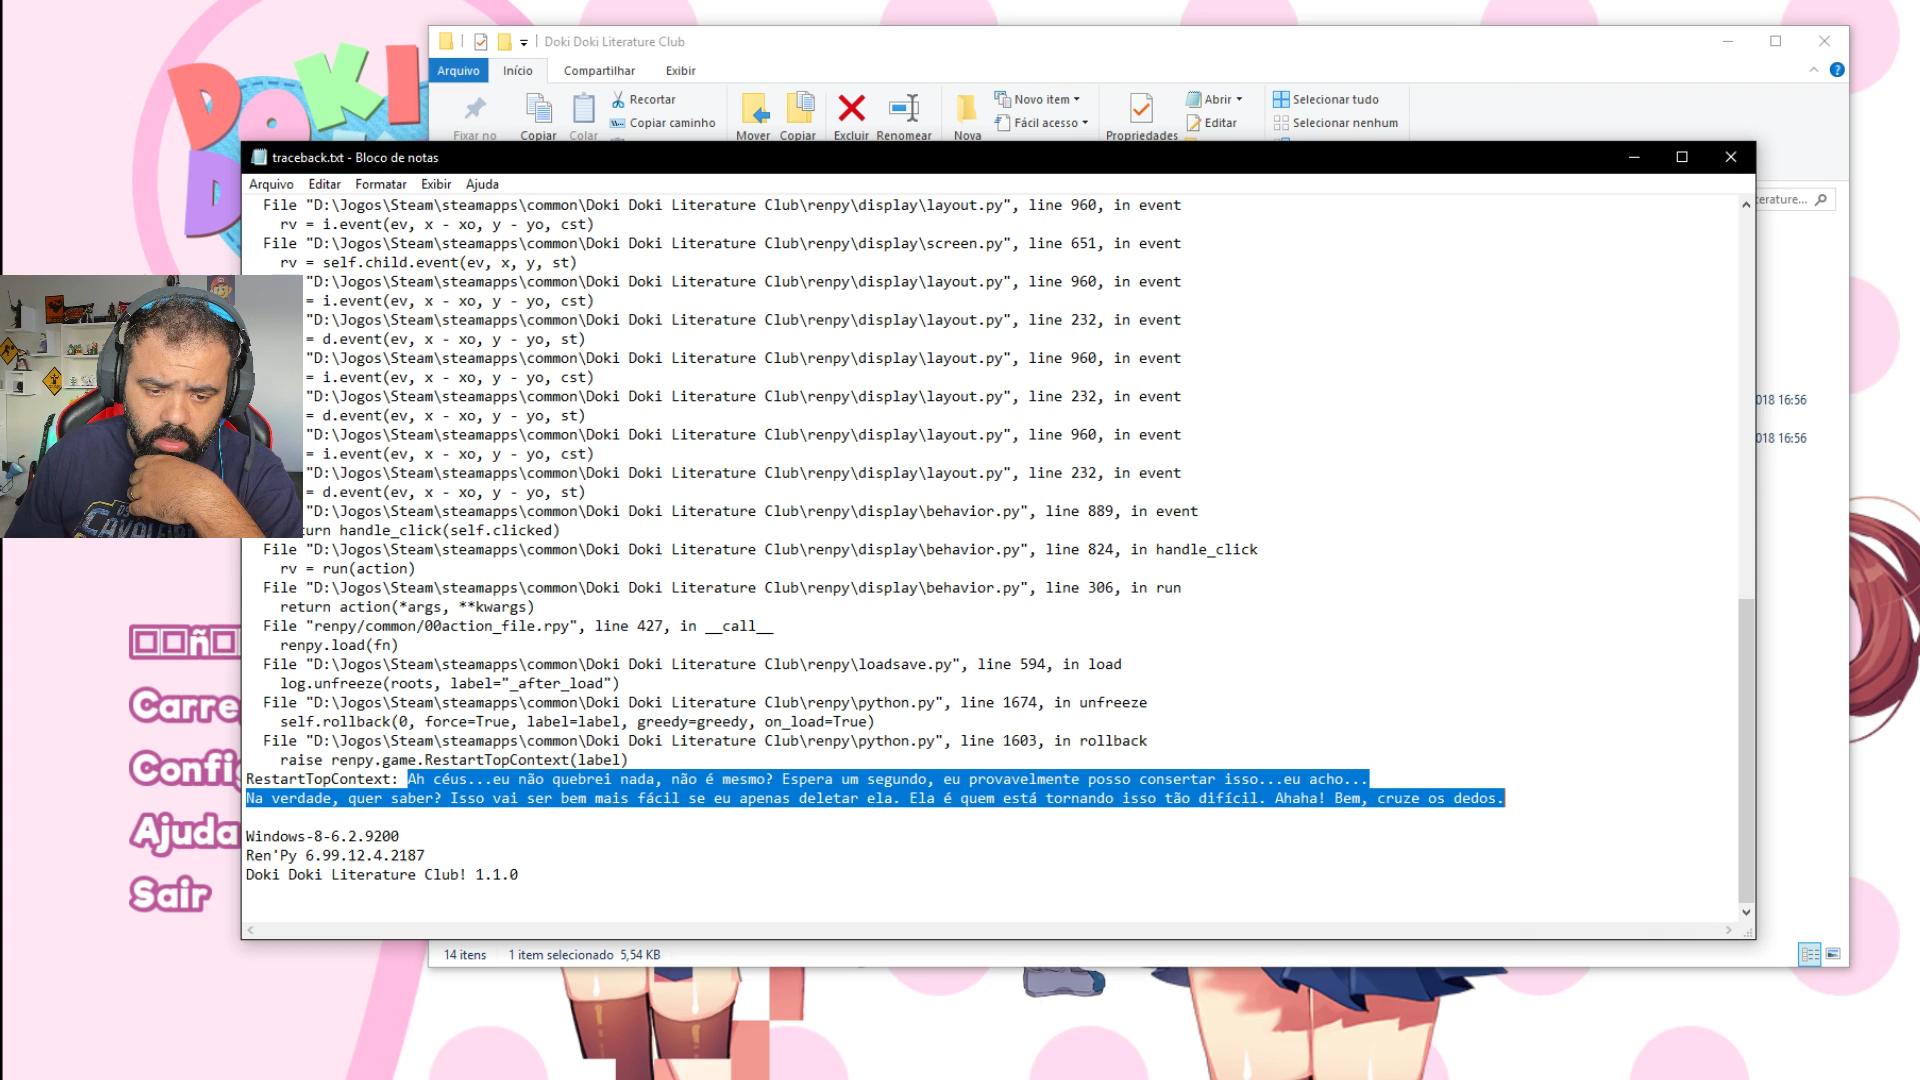 DOKI
DO
D
Doki Doki Literature Club
Arquivo Início Compartilhar Exibir
Fixar no
Copiar
Colar
Recortar
Copiar caminho
Mover
Copiar
Excluir
Renomear
Nova
Novo item
Fácil acesso
Propriedades
Abrir
Editar
Selecionar tudo
Selecionar nenhum
traceback.txt - Bloco de notas
Arquivo Editar Formatar Exibir Ajuda
File "D:\Jogos\Steam\steamapps\common\Doki Doki Literature Club\renpy\display\layout.py", line 960, in event
rv = i.event(ev, x - xo, y - yo, cst)
File "D:\Jogos\Steam\steamapps\common\Doki Doki Literature Club\renpy\display\screen.py", line 651, in event
rv = self.child.event(ev, x, y, st)
"D:\Jogos\Steam\steamapps\common\Doki Doki Literature Club\renpy\display\layout.py", line 960, in event
= i.event(ev, x - xo, y - yo, cst)
"D:\Jogos\Steam\steamapps\common\Doki Doki Literature Club\renpy\display\layout.py", line 232, in event
= d.event(ev, x - xo, y - yo, st)
"D:\Jogos\Steam\steamapps\common\Doki Doki Literature Club\renpy\display\layout.py", line 960, in event
= i.event(ev, x - xo, y - yo, cst)
"D:\Jogos\Steam\steamapps\common\Doki Doki Literature Club\renpy\display\layout.py", line 232, in event
= d.event(ev, x - xo, y - yo, st)
"D:\Jogos\Steam\steamapps\common\Doki Doki Literature Club\renpy\display\layout.py", line 960, in event
= i.event(ev, x - xo, y - yo, cst)
"D:\Jogos\Steam\steamapps\common\Doki Doki Literature Club\renpy\display\layout.py", line 232, in event
= d.event(ev, x - xo, y - yo, st)
"D:\Jogos\Steam\steamapps\common\Doki Doki Literature Club\renpy\display\behavior.py", line 889, in event
urn handle_click(self.clicked)
File "D:\Jogos\Steam\steamapps\common\Doki Doki Literature Club\renpy\display\behavior.py", line 824, in handle_click
rv = run(action)
File "D:\Jogos\Steam\steamapps\common\Doki Doki Literature Club\renpy\display\behavior.py", line 306, in run
return action(*args, **kwargs)
File "renpy/common/00action_file.rpy", line 427, in __call__
renpy.load(fn)
File "D:\Jogos\Steam\steamapps\common\Doki Doki Literature Club\renpy\loadsave.py", line 594, in load
log.unfreeze(roots, label="_after_load")
File "D:\Jogos\Steam\steamapps\common\Doki Doki Literature Club\renpy\python.py", line 1674, in unfreeze
self.rollback(0, force=True, label=label, greedy=greedy, on_load=True)
File "D:\Jogos\Steam\steamapps\common\Doki Doki Literature Club\renpy\python.py", line 1603, in rollback
raise renpy.game.RestartTopContext(label)
RestartTopContext: Ah céus...eu não quebrei nada, não é mesmo? Espera um segundo, eu provavelmente posso consertar isso...eu acho...
Na verdade, quer saber? Isso vai ser bem mais fácil se eu apenas deletar ela. Ela é quem está tornando isso tão difícil. Ahaha! Bem, cruze os dedos.
Windows-8-6.2.9200
Ren'Py 6.99.12.4.2187
Doki Doki Literature Club! 1.1.0
erature...
018 16:56
018 16:56
ñ
Carre
Config
Ajuda
Sair
14 itens 1 item selecionado 5,54 KB